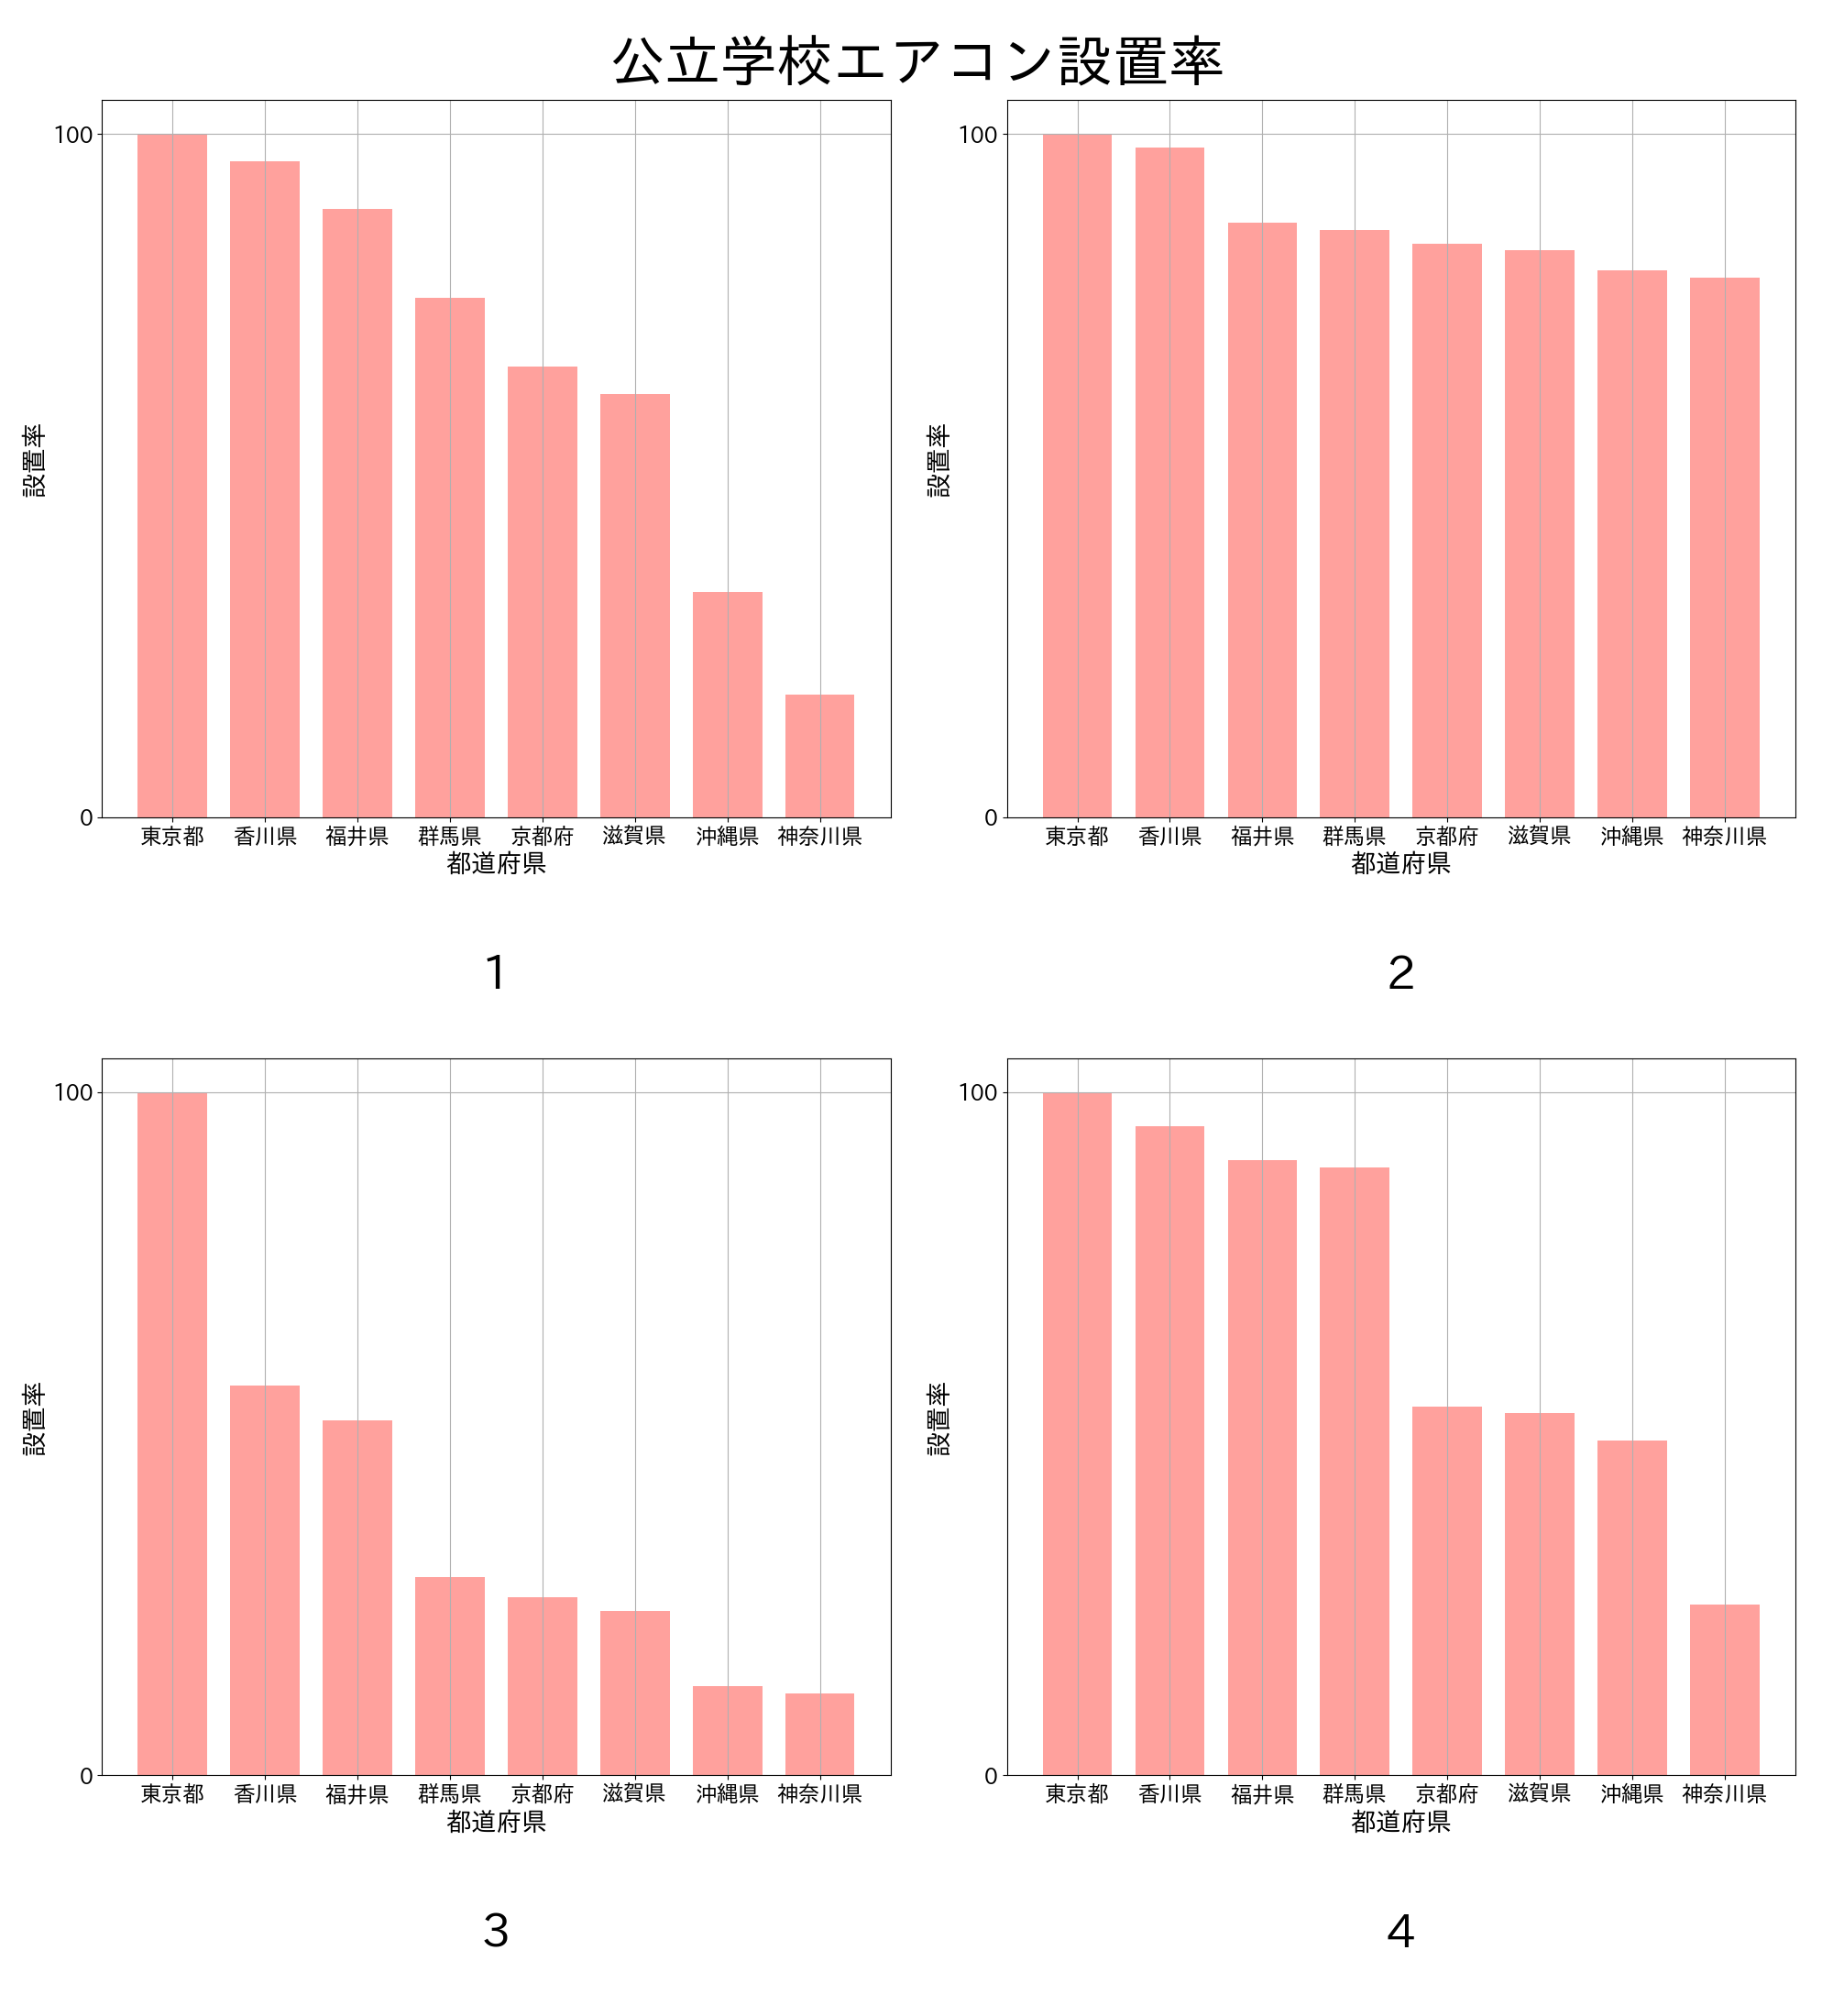 公立学校エアコン設置率
100
設置率
0
東京都 香川県 福井県 群馬県 京都府 滋賀県 沖縄県 神奈川県
都道府県
1
100
設置率
0
東京都 香川県 福井県 群馬県 京都府 滋賀県 沖縄県 神奈川県
都道府県
2
100
設置率
0
東京都 香川県 福井県 群馬県 京都府 滋賀県 沖縄県 神奈川県
都道府県
3
100
設置率
0
東京都 香川県 福井県 群馬県 京都府 滋賀県 沖縄県 神奈川県
都道府県
4